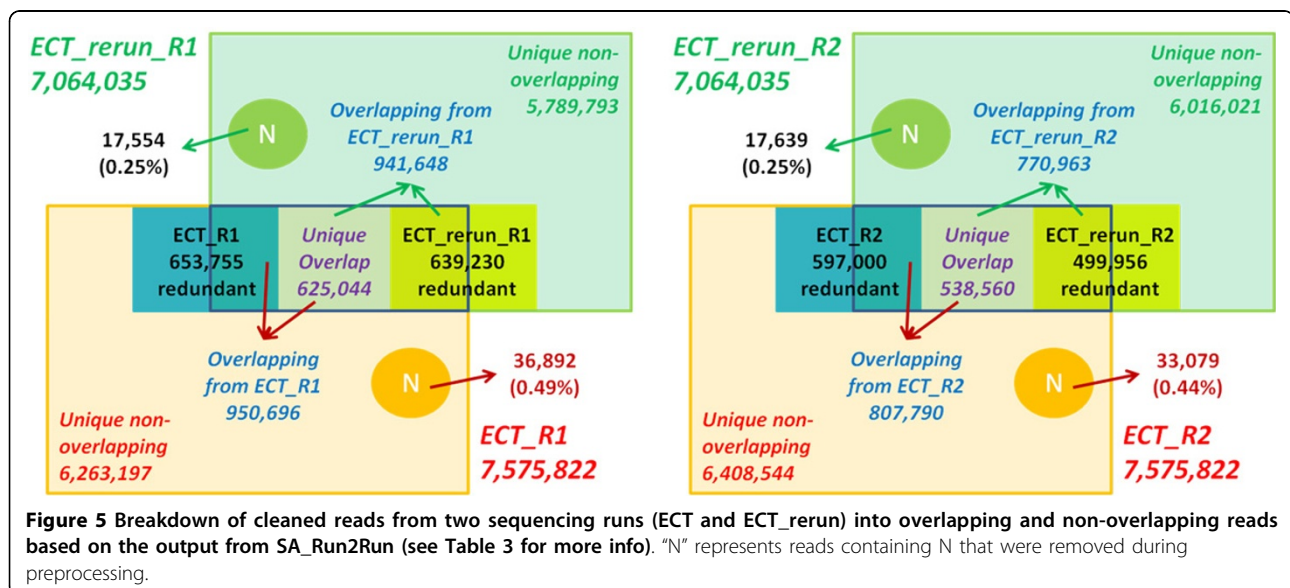 ECT_rerun_R1
7,064,035
Unique non-
overlapping
5,789,793
N
17,554
(0.25%)
Overlapping from
ECT_rerun_R1
941,648
ECT_R1
653,755
redundant
Unique
Overlap
625,044
ECT_rerun_R1
639,230
redundant
Overlapping
from ECT_R1
950,696
N
36,892
(0.49%)
Unique non-
overlapping
6,263,197
ECT_R1
7,575,822
ECT_rerun_R2
7,064,035
Unique non-
overlapping
6,016,021
N
17,639
(0.25%)
Overlapping from
ECT_rerun_R2
770,963
ECT_R2
597,000
redundant
Unique
Overlap
538,560
ECT_rerun_R2
499,956
redundant
Overlapping
from ECT_R2
807,790
N
33,079
(0.44%)
Unique non-
overlapping
6,408,544
ECT_R2
7,575,822
Figure 5 Breakdown of cleaned reads from two sequencing runs (ECT and ECT_rerun) into overlapping and non-overlapping reads
based on the output from SA_Run2Run (see Table 3 for more info). "N" represents reads containing N that were removed during
preprocessing.